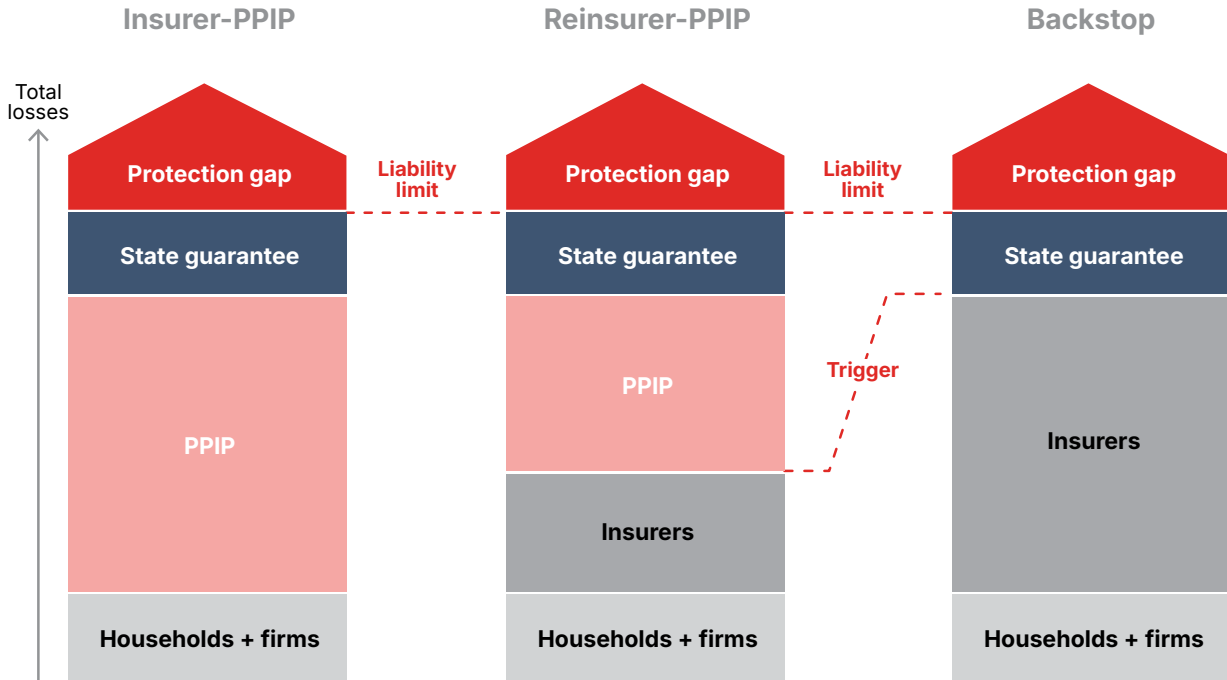 Insurer-PPIP
Reinsurer-PPIP
Backstop
Total
losses
Protection gap
Liability
limit
Protection gap
Liability
limit
Protection gap
State guarantee
State guarantee
State guarantee
PPIP
PPIP
Trigger
Insurers
Insurers
Households + firms
Households + firms
Households + firms